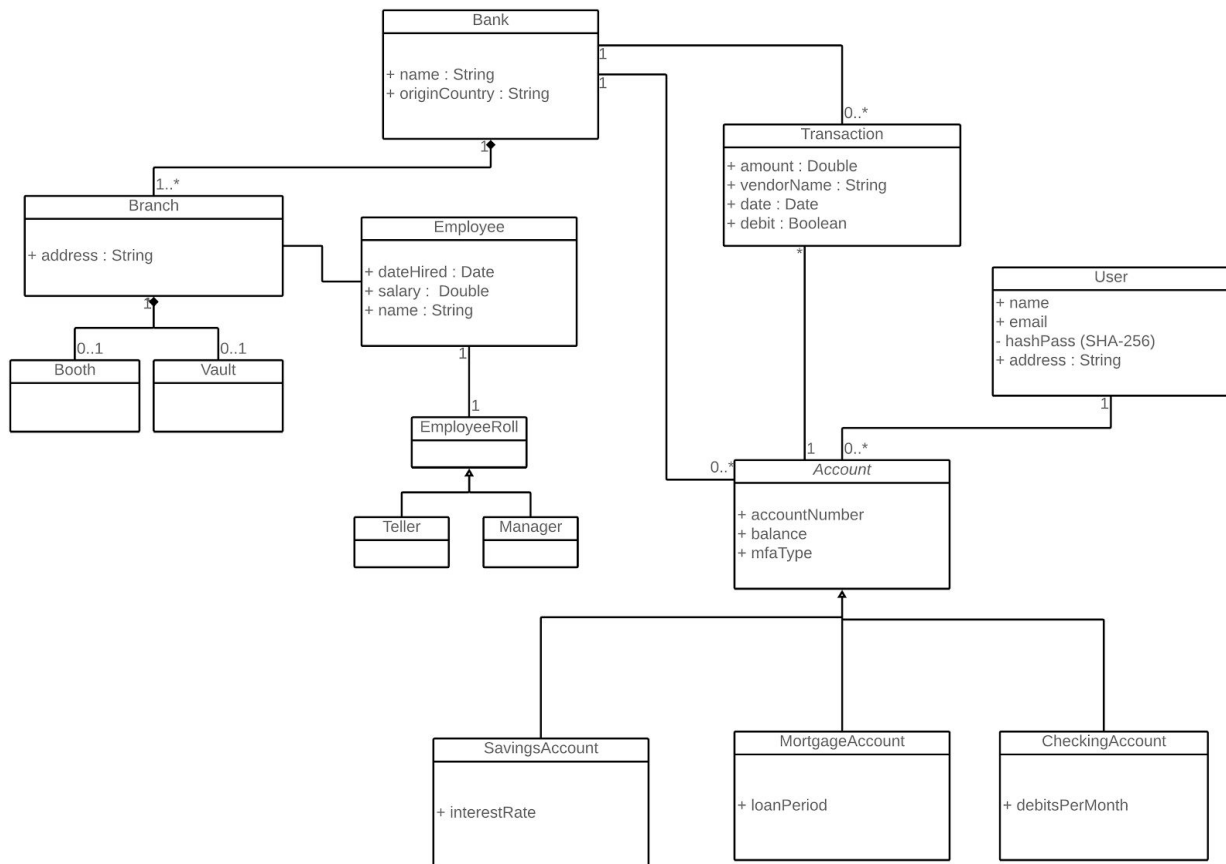 Bank
+ name : String
+ originCountry : String
1
1
1
0..*
Transaction
+ amount : Double
+ vendorName : String
+ date : Date
+ debit : Boolean
*
1..*
Branch
+ address : String
1
Employee
+ dateHired : Date
+ salary :  Double
+ name : String
1
User
+ name
+ email
- hashPass (SHA-256)
+ address : String
1
0..1
Booth
0..1
Vault
1
EmployeeRoll
Teller
Manager
1
0..*
0..*
Account
+ accountNumber
+ balance
+ mfaType
SavingsAccount
+ interestRate
MortgageAccount
+ loanPeriod
CheckingAccount
+ debitsPerMonth